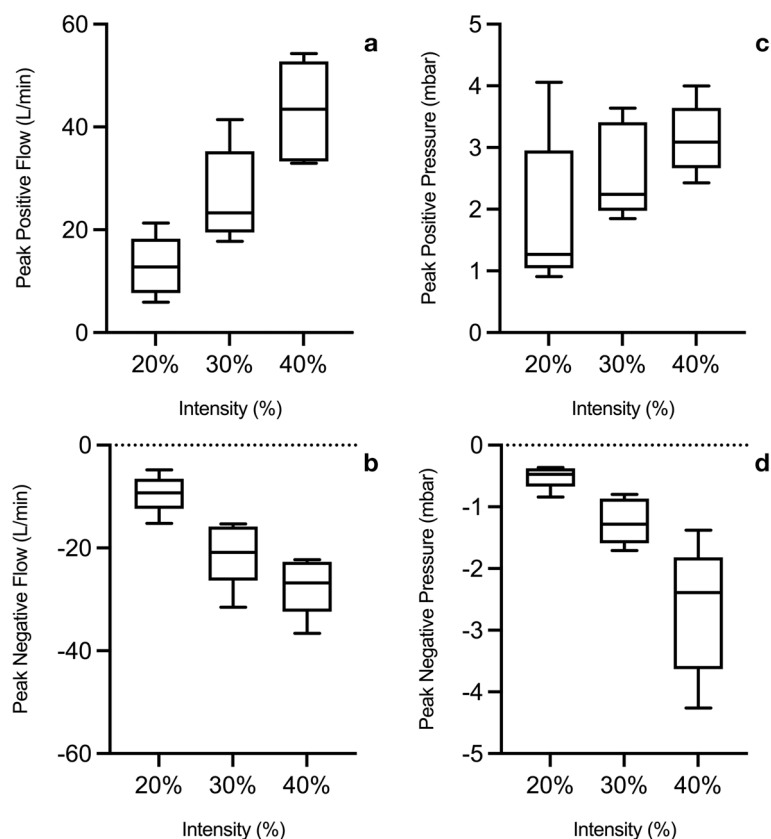 a
Peak Positive Flow (L/min)
60
40
20
0
20% 30% 40%
Intensity (%)
c
Peak Positive Pressure (mbar)
5
4
3
2
1
0
20% 30% 40%
Intensity (%)
b
Peak Negative Flow (L/min)
0
-20
-40
-60
20% 30% 40%
Intensity (%)
d
Peak Negative Pressure (mbar)
0
-1
-2
-3
-4
-5
20% 30% 40%
Intensity (%)